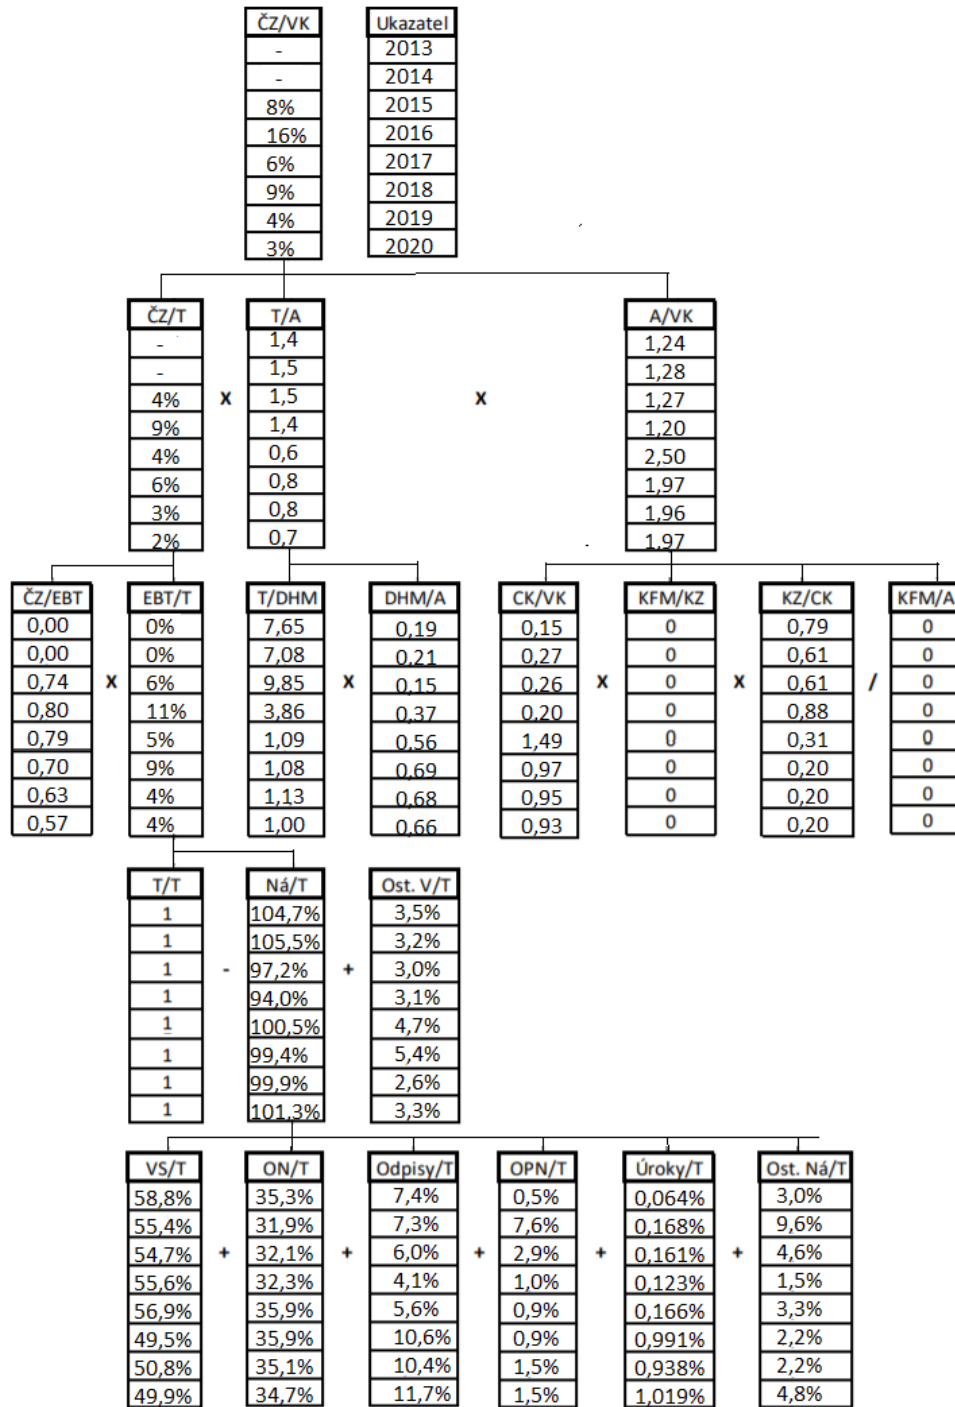 ČZ/VK Ukazatel
- 2013
- 2014
8% 2015
16% 2016
6% 2017
9% 2018
4% 2019
3% 2020
ČZ/T T/A A/VK
- 1,4 1,24
- 1,5 1,28
4% x 1,5 x 1,27
9% 1,4 1,20
4% 0,6 2,50
6% 0,8 1,97
3% 0,8 1,96
2% 0,7 1,97
ČZ/EBT EBT/T T/DHM DHM/A CK/VK KFM/KZ KZ/CK KFM/A
0,00 0% 7,65 0,19 0,15 0 0,79 0
0,00 0% 7,08 0,21 0,27 0 0,61 0
0,74 x 6% 9,85 x 0,15 0,26 x 0 x 0,61 / 0
0,80 11% 3,86 0,37 0,20 0 0,88 0
0,79 5% 1,09 0,56 1,49 0 0,31 0
0,70 9% 1,08 0,69 0,97 0 0,20 0
0,63 4% 1,13 0,68 0,95 0 0,20 0
0,57 4% 1,00 0,66 0,93 0 0,20 0
T/T Ná/T Ost. V/T
1 104,7% 3,5%
1 105,5% 3,2%
1 - 97,2% + 3,0%
1 94,0% 3,1%
1 100,5% 4,7%
1 99,4% 5,4%
1 99,9% 2,6%
1 101,3% 3,3%
VS/T ON/T Odpisy/T OPN/T Úroky/T Ost. Ná/T
58,8% 35,3% 7,4% 0,5% 0,064% 3,0%
55,4% 31,9% 7,3% 7,6% 0,168% 9,6%
54,7% + 32,1% + 6,0% + 2,9% + 0,161% + 4,6%
55,6% 32,3% 4,1% 1,0% 0,123% 1,5%
56,9% 35,9% 5,6% 0,9% 0,166% 3,3%
49,5% 35,9% 10,6% 0,9% 0,991% 2,2%
50,8% 35,1% 10,4% 1,5% 0,938% 2,2%
49,9% 34,7% 11,7% 1,5% 1,019% 4,8%